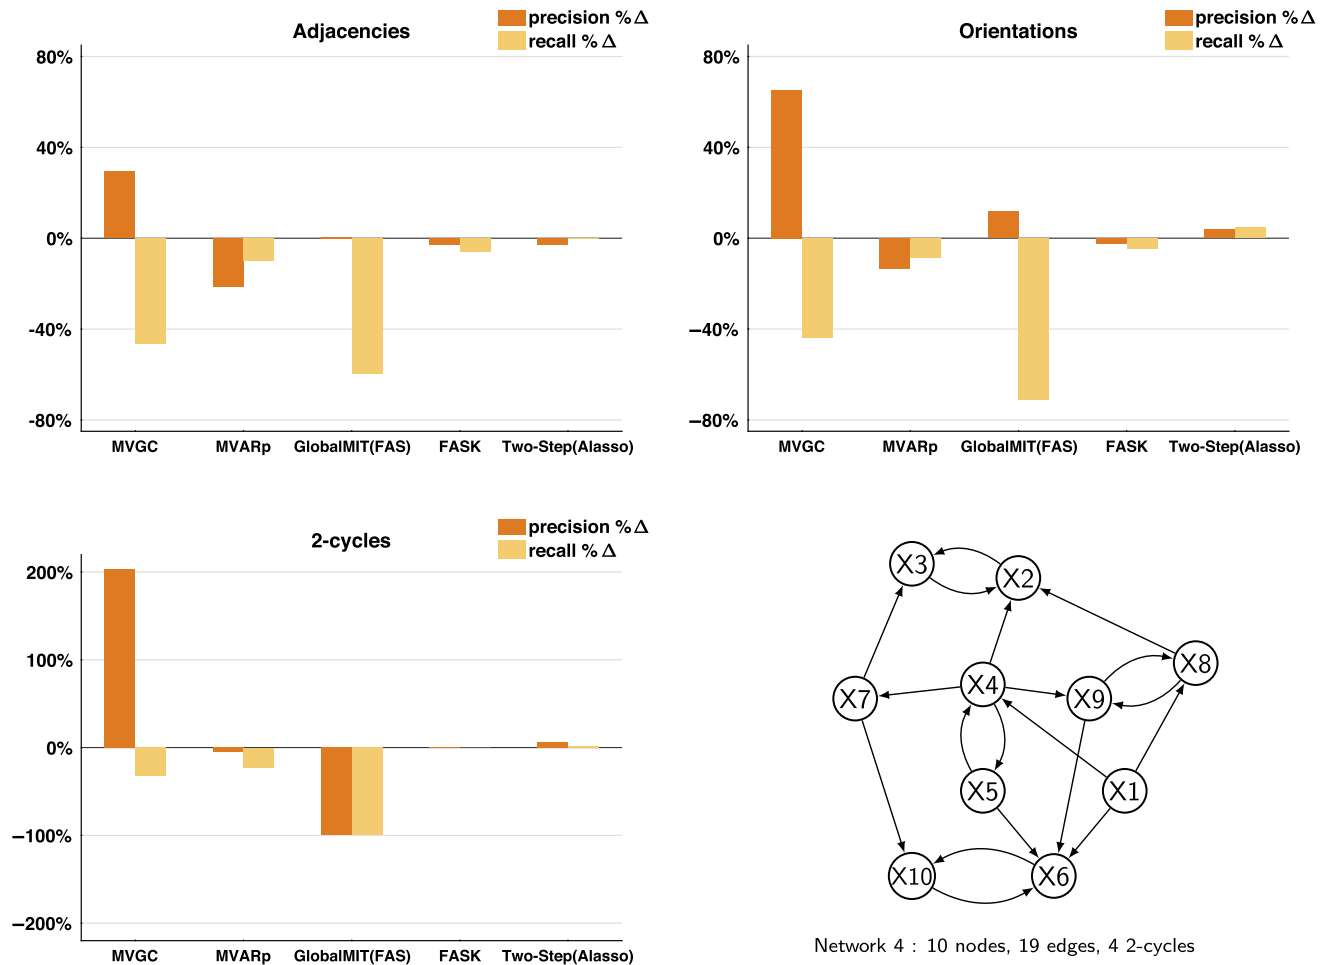 Adjacencies
precision % Δ
recall % Δ
80%
40%
0%
-40%
-80%
MVGC MVARp GlobalMIT(FAS) FASK Two-Step(Alasso)
Orientations
precision % Δ
recall % Δ
80%
40%
0%
−40%
−80%
MVGC MVARp GlobalMIT(FAS) FASK Two-Step(Alasso)
2-cycles
precision % Δ
recall % Δ
200%
100%
0%
−100%
−200%
MVGC MVARp GlobalMIT(FAS) FASK Two-Step(Alasso)
X3
X2
X8
X7
X4
X9
X5
X1
X10
X6
Network 4 : 10 nodes, 19 edges, 4 2-cycles